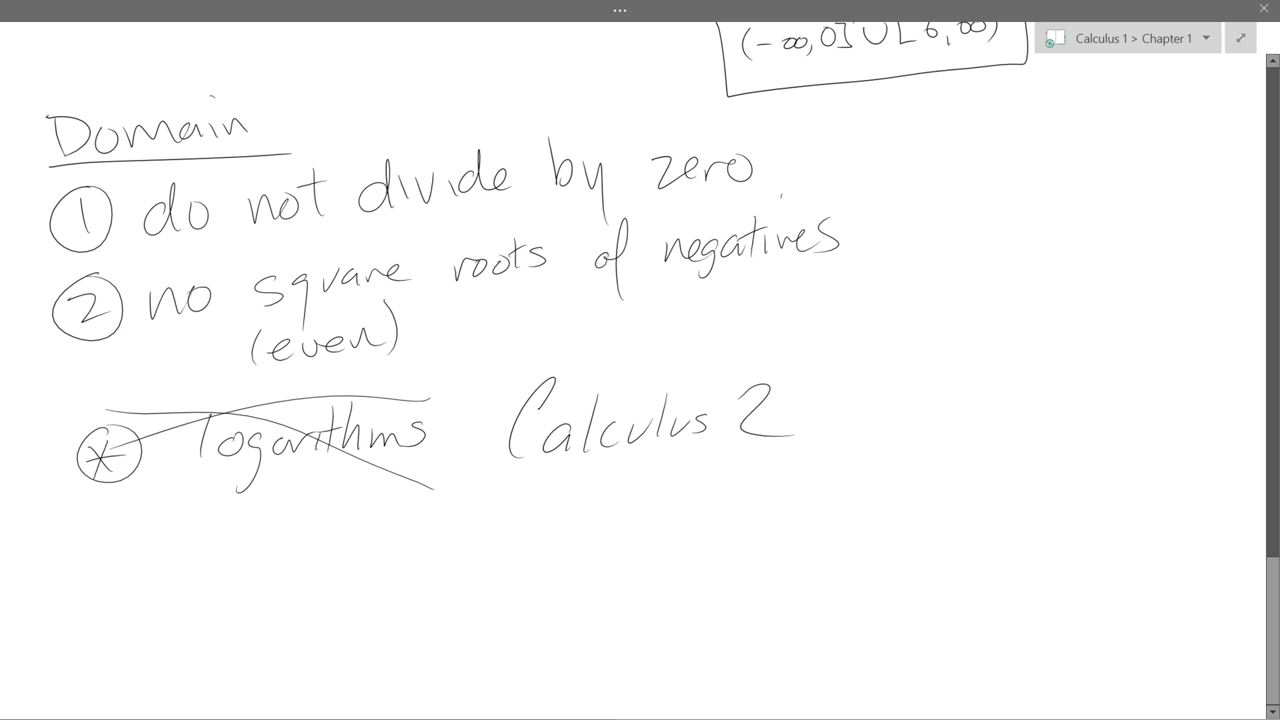 (-∞,0]∪[6,∞)
Calculus 1 > Chapter 1
Domain
① do not divide by zero
② no square roots of negatives
(even)
* logarithms Calculus 2